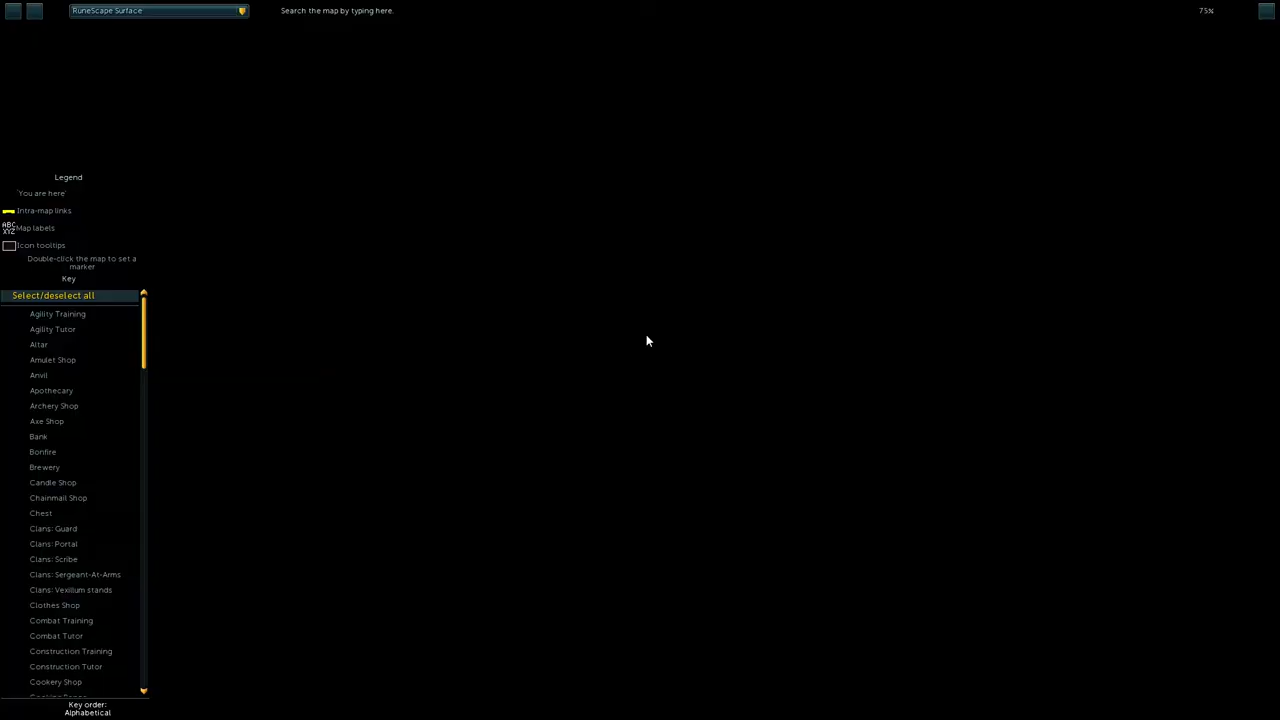 RuneScape Surface
Search the map by typing here.
75%
Legend
'You are here'
Intra-map links
ABC
XYZ
Map labels
Icon tooltips
Double-click the map to set a
marker
Key
Select/deselect all
Agility Training
Agility Tutor
Altar
Amulet Shop
Anvil
Apothecary
Archery Shop
Axe Shop
Bank
Bonfire
Brewery
Candle Shop
Chainmail Shop
Chest
Clans: Guard
Clans: Portal
Clans: Scribe
Clans: Sergeant-At-Arms
Clans: Vexillum stands
Clothes Shop
Combat Training
Combat Tutor
Construction Training
Construction Tutor
Cookery Shop
Key order:
Alphabetical